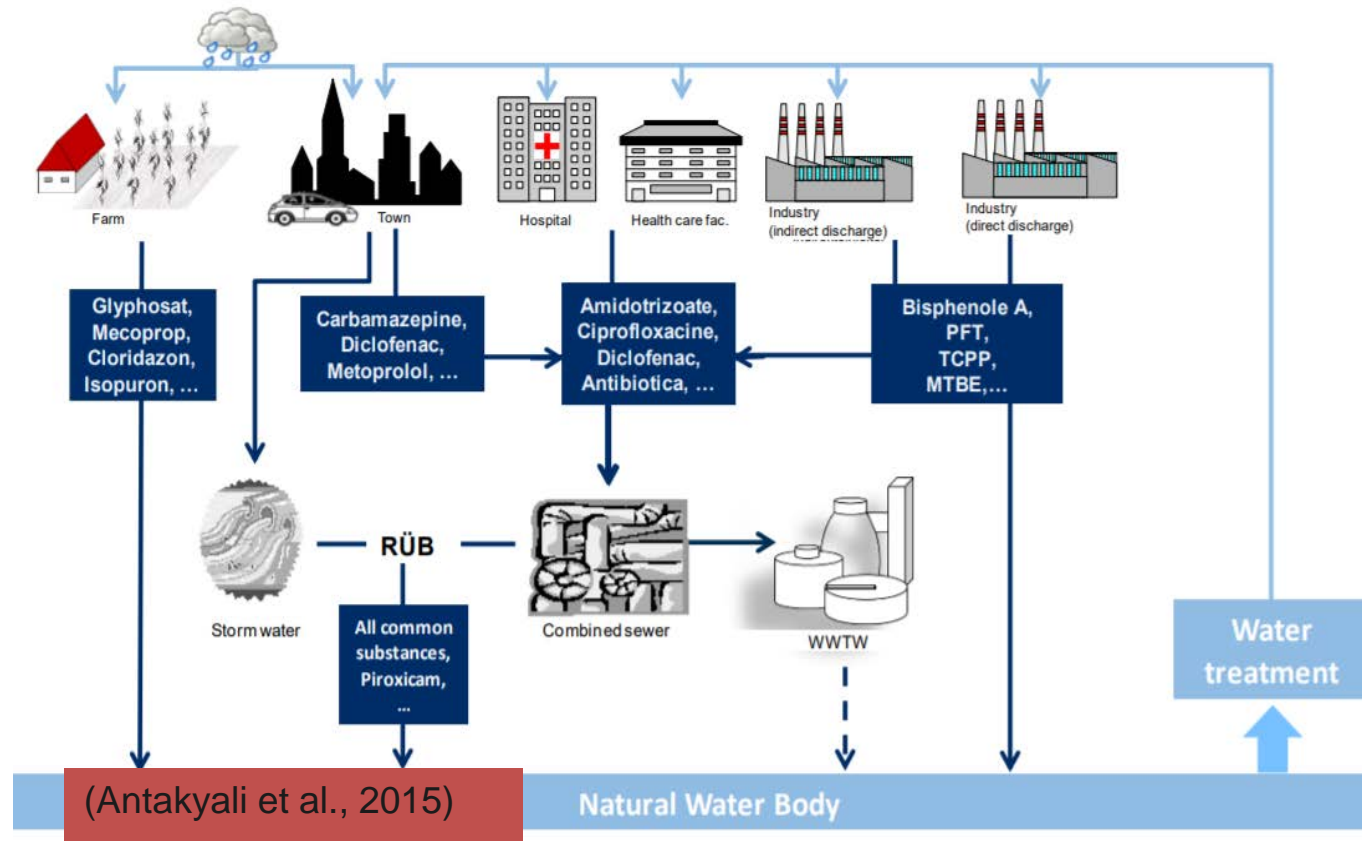 Farm
Town
Hospital
Health care fac.
Industry
(indirect discharge)
Industry
(direct discharge)
Glyphosat,
Mecoprop,
Cloridazon,
Isopuron, ...
Carbamazepine,
Diclofenac,
Metoprolol, ...
Amidotrizoate,
Ciprofloxacine,
Diclofenac,
Antibiotica, ...
Bisphenole A,
PFT,
TCPP,
MTBE,...
Storm water
RÜB
Combined sewer
WWTW
All common
substances,
Piroxicam,
...
Water
treatment
(Antakyali et al., 2015)
Natural Water Body